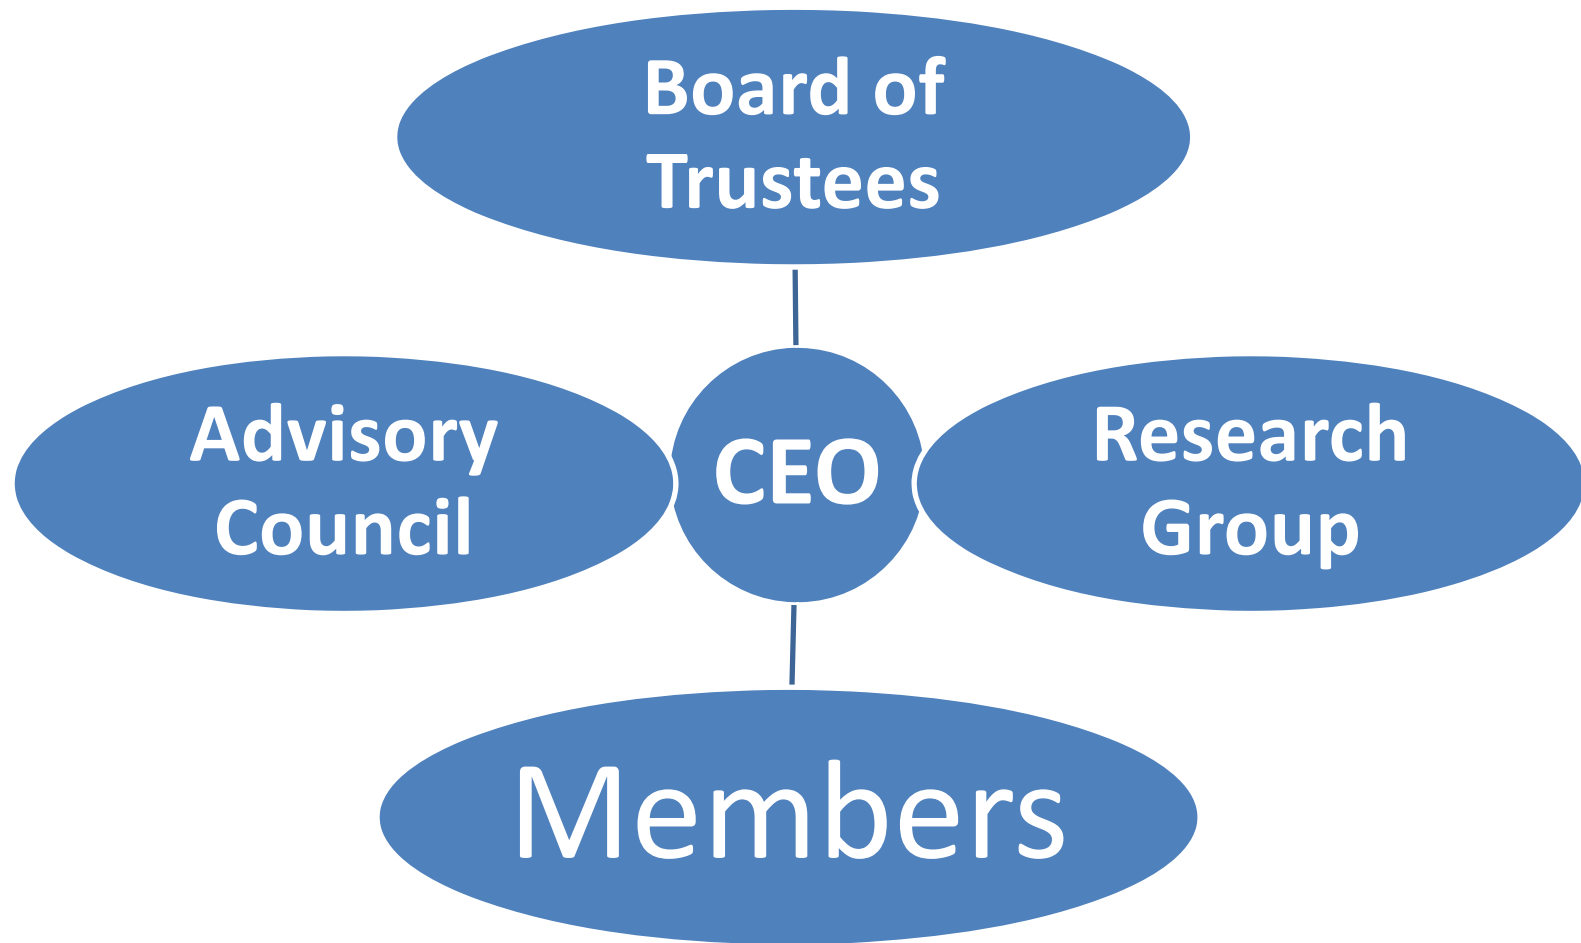 Board of
Trustees
Advisory
Council
CEO
Research
Group
Members